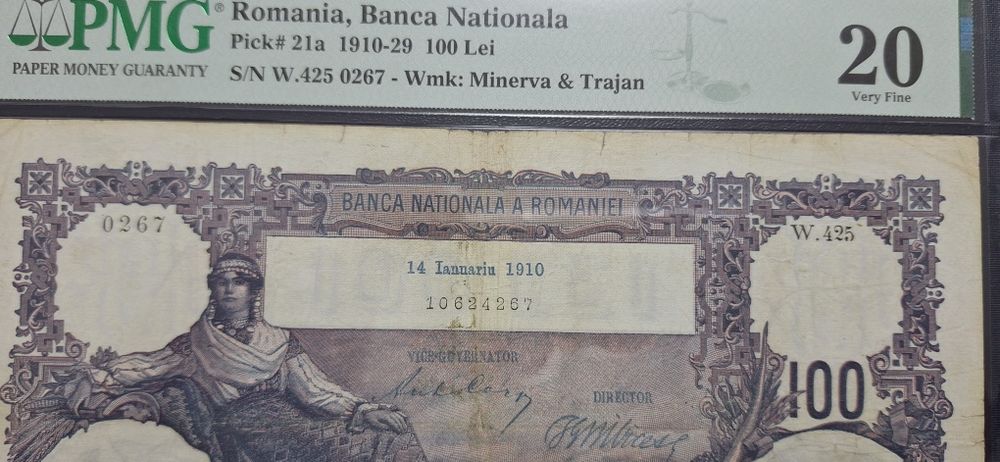 PMG®
PAPER MONEY GUARANTY
Romania, Banca Nationala
Pick# 21a 1910-29 100 Lei
S/N W.425 0267 - Wmk: Minerva & Trajan
20
Very Fine
BANCA NATIONALA A ROMANIEI
0267
W.425
14 Ianuariu 1910
10624267
VICE-GUVERNATOR
DIRECTOR
100